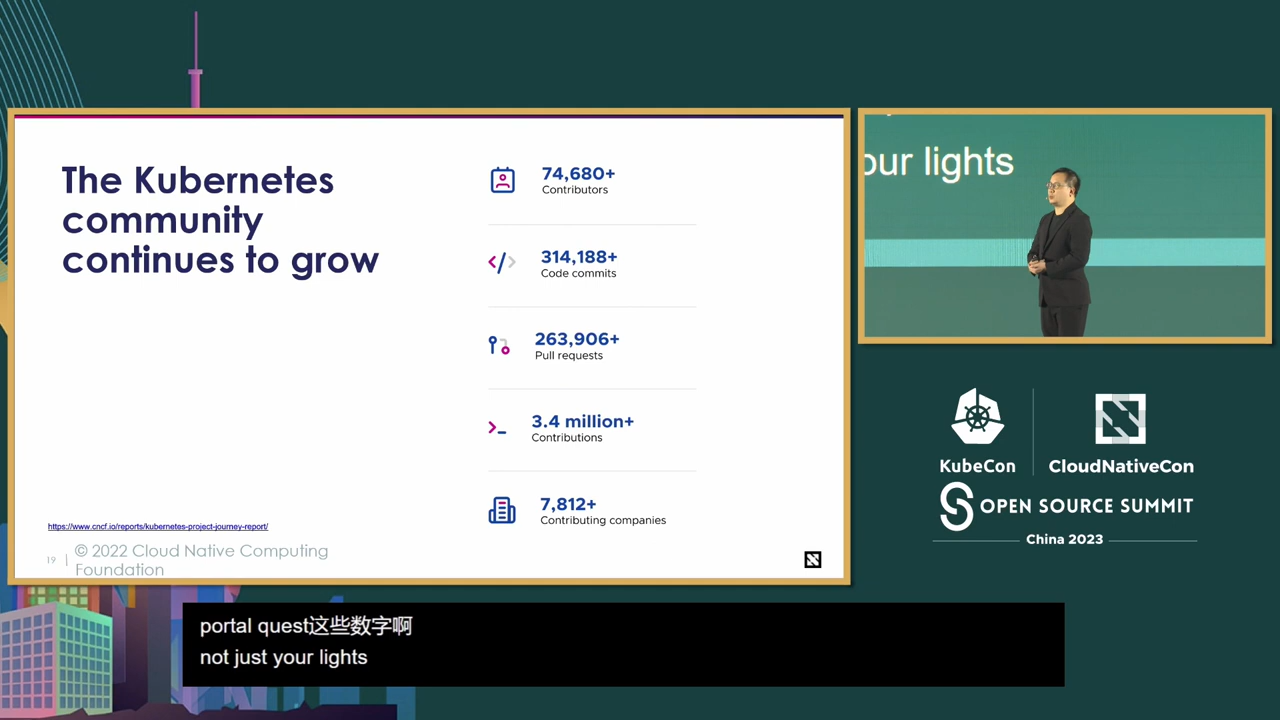 The Kubernetes
community
continues to grow
74,680+
Contributors
314,188+
Code commits
263,906+
Pull requests
3.4 million+
Contributions
7,812+
Contributing companies
https://www.cncf.io/reports/kubernetes-project-journey-report/
19
© 2022 Cloud Native Computing
Foundation
our lights
KubeCon
CloudNativeCon
OPEN SOURCE SUMMIT
China 2023
portal quest这些数字啊
not just your lights